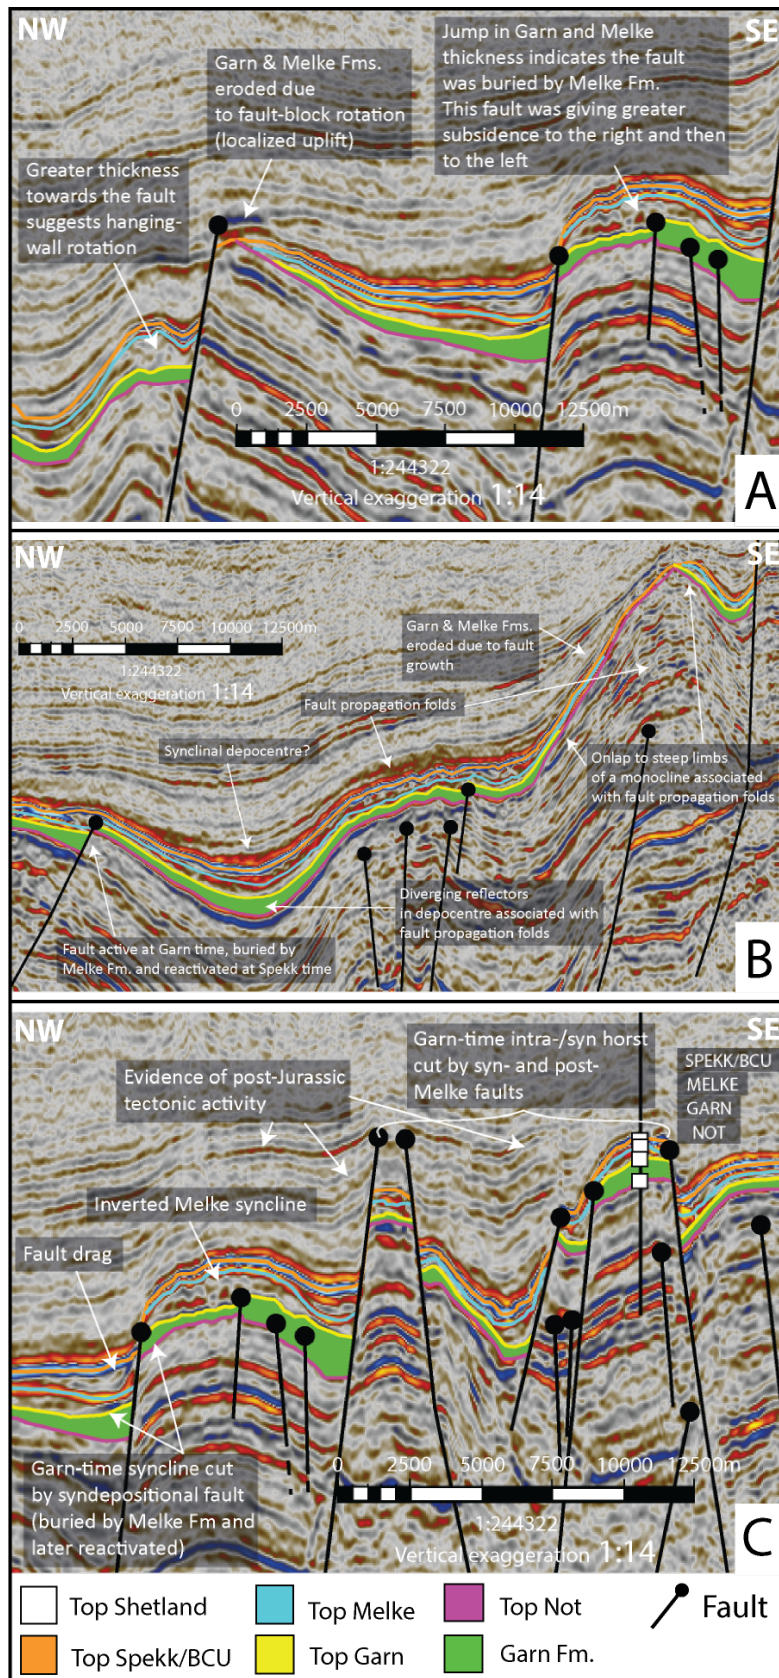 NW
SE
Garn & Melke Fms.
eroded due
to fault-block rotation
(localized uplift)
Jump in Garn and Melke
thickness indicates the fault
was buried by Melke Fm.
This fault was giving greater
subsidence to the right and then
to the left
Greater thickness
towards the fault
suggests hanging-
wall rotation
0 2500 5000 7500 10000 12500m
1:244322
Vertical exaggeration 1:14
A
NW
SE
0 2500 5000 7500 10000 12500m
1:244322
Vertical exaggeration 1:14
Garn & Melke Fms.
eroded due to fault
growth
Fault propagation folds
Synclinal depocentre?
Onlap to steep limbs
of a monocline associated
with fault propagation folds
Diverging reflectors
in depocentre associated with
fault propagation folds
Fault active at Garn time, buried by
Melke Fm. and reactivated at Spekk time
B
NW
SE
Garn-time intra-/syn horst
cut by syn- and post-
Melke faults
SPEKK/BCU
MELKE
GARN
NOT
Evidence of post-Jurassic
tectonic activity
Inverted Melke syncline
Fault drag
Garn-time syncline cut
by syndepositional fault
(buried by Melke Fm and
later reactivated)
0 2500 5000 7500 10000 12500m
1:244322
Vertical exaggeration 1:14
C
Top Shetland
Top Melke
Top Not
Fault
Top Spekk/BCU
Top Garn
Garn Fm.